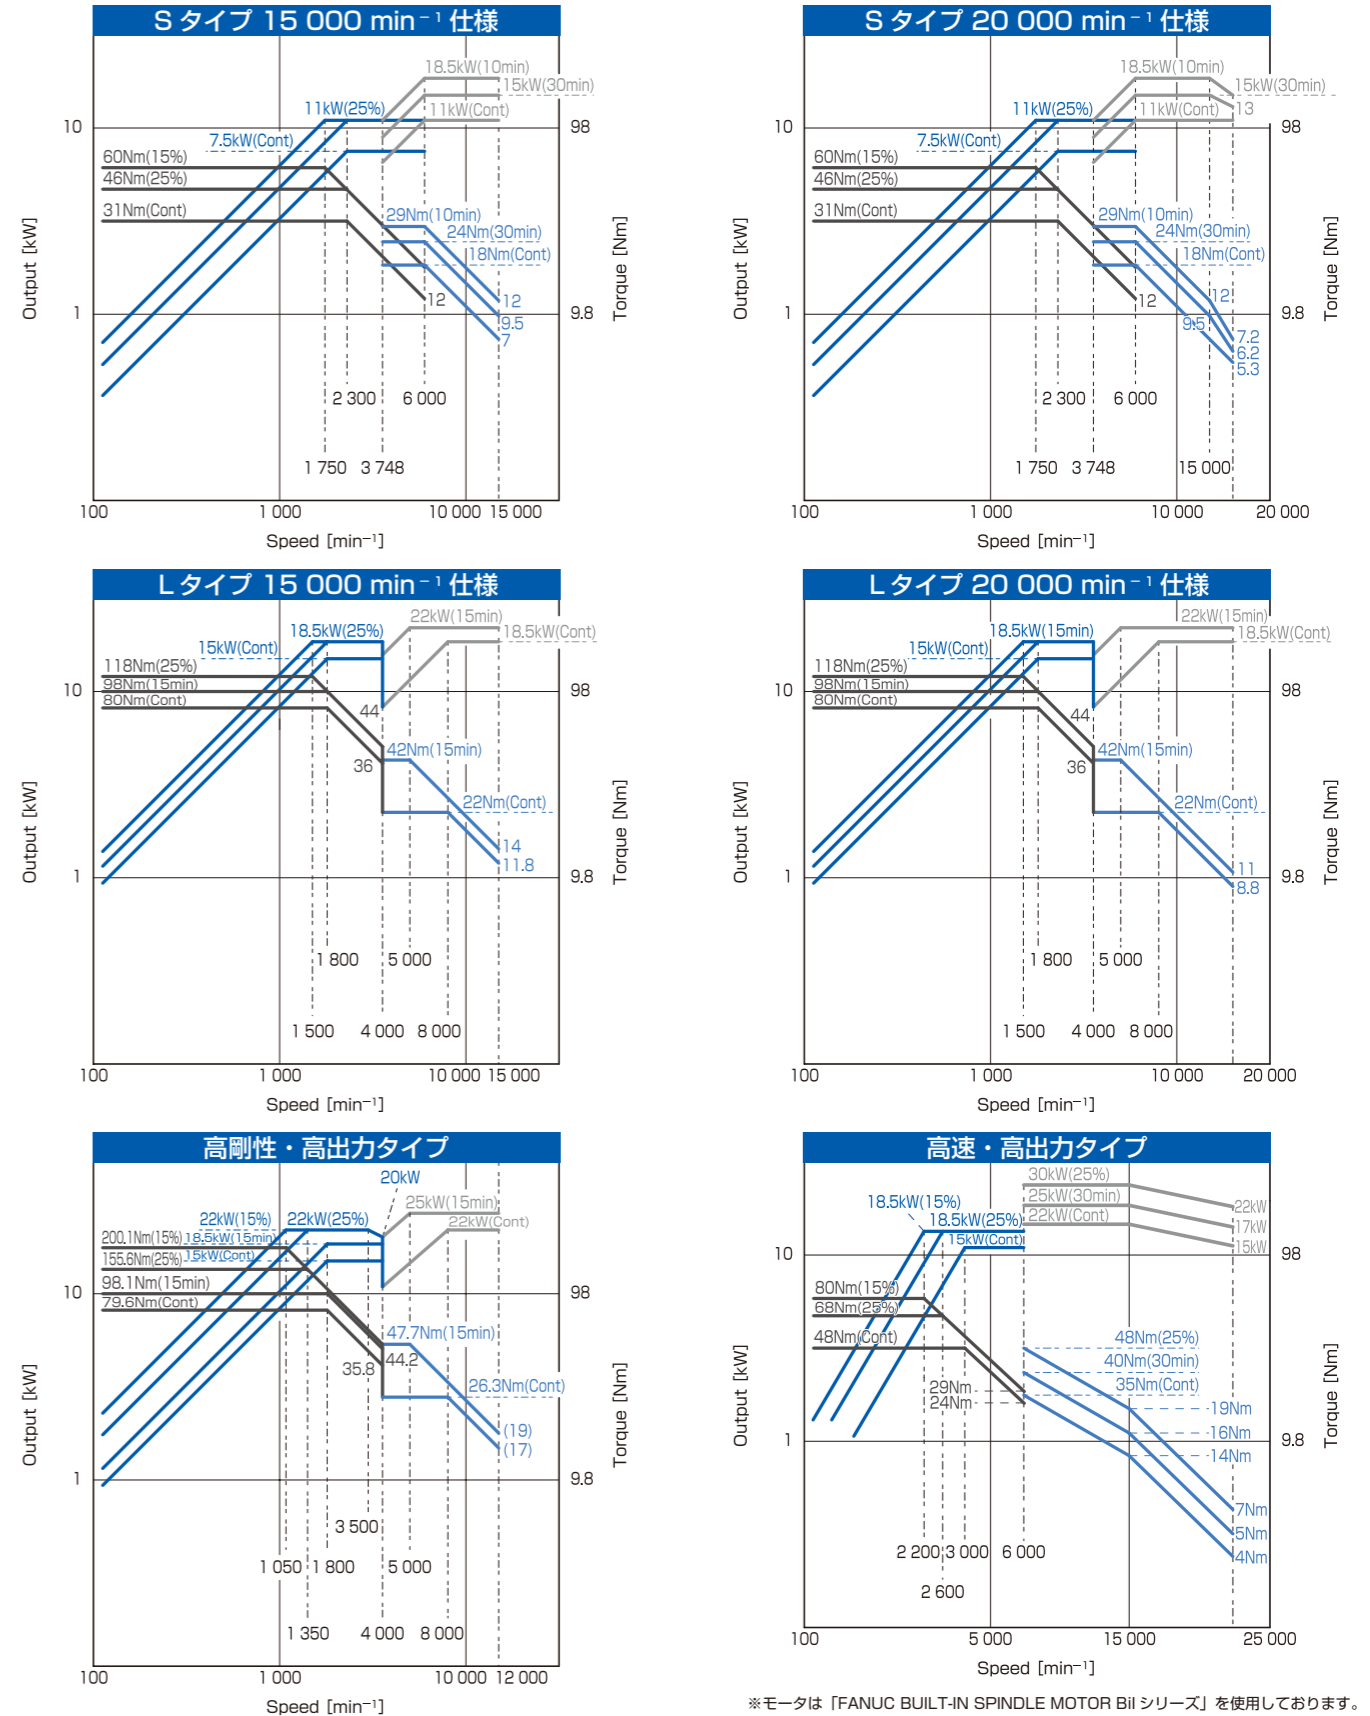 S タイプ 15 000 min⁻¹ 仕様
18.5kW(10min)
15kW(30min)
11kW(25%)
11kW(Cont)
10
98
7.5kW(Cont)
60Nm(15%)
46Nm(25%)
31Nm(Cont)
29Nm(10min)
24Nm(30min)
18Nm(Cont)
12
12
9.5
7
1
9.8
Output [kW]
Torque [Nm]
2 300
6 000
1 750
3 748
100
1 000
10 000
15 000
Speed [min⁻¹]
S タイプ 20 000 min⁻¹ 仕様
18.5kW(10min)
15kW(30min)
11kW(25%)
11kW(Cont)
13
10
98
7.5kW(Cont)
60Nm(15%)
46Nm(25%)
31Nm(Cont)
29Nm(10min)
24Nm(30min)
18Nm(Cont)
12
12
9.5
7.2
6.2
5.3
1
9.8
Output [kW]
Torque [Nm]
2 300
6 000
1 750
3 748
15 000
100
1 000
10 000
20 000
Speed [min⁻¹]
L タイプ 15 000 min⁻¹ 仕様
22kW(15min)
18.5kW(25%)
18.5kW(Cont)
15kW(Cont)
118Nm(25%)
98Nm(15min)
80Nm(Cont)
10
98
44
36
42Nm(15min)
22Nm(Cont)
14
11.8
1
9.8
Output [kW]
Torque [Nm]
1 800
5 000
1 500
4 000
8 000
100
1 000
10 000
15 000
Speed [min⁻¹]
L タイプ 20 000 min⁻¹ 仕様
22kW(15min)
18.5kW(15min)
18.5kW(Cont)
15kW(Cont)
118Nm(25%)
98Nm(15min)
80Nm(Cont)
10
98
44
36
42Nm(15min)
22Nm(Cont)
11
8.8
1
9.8
Output [kW]
Torque [Nm]
1 800
5 000
1 500
4 000
8 000
100
1 000
10 000
20 000
Speed [min⁻¹]
高剛性・高出力タイプ
20kW
25kW(15min)
22kW(15%)
22kW(25%)
22kW(Cont)
200.1Nm(15%)
18.5kW(15min)
155.6Nm(25%)
15kW(Cont)
98.1Nm(15min)
79.6Nm(Cont)
10
98
47.7Nm(15min)
44.2
35.8
26.3Nm(Cont)
(19)
(17)
1
9.8
Output [kW]
Torque [Nm]
3 500
1 050
1 800
5 000
1 350
4 000
8 000
100
1 000
10 000
12 000
Speed [min⁻¹]
高速・高出力タイプ
30kW(25%)
18.5kW(15%)
25kW(30min)
22kW
18.5kW(25%)
22kW(Cont)
17kW
15kW(Cont)
15kW
10
98
80Nm(15%)
68Nm(25%)
48Nm(Cont)
48Nm(25%)
40Nm(30min)
35Nm(Cont)
29Nm
24Nm
19Nm
16Nm
14Nm
7Nm
5Nm
4Nm
1
9.8
Output [kW]
Torque [Nm]
2 200
3 000
6 000
2 600
100
5 000
15 000
25 000
Speed [min⁻¹]
※モータは「FANUC BUILT-IN SPINDLE MOTOR BiI シリーズ」を使用しております。